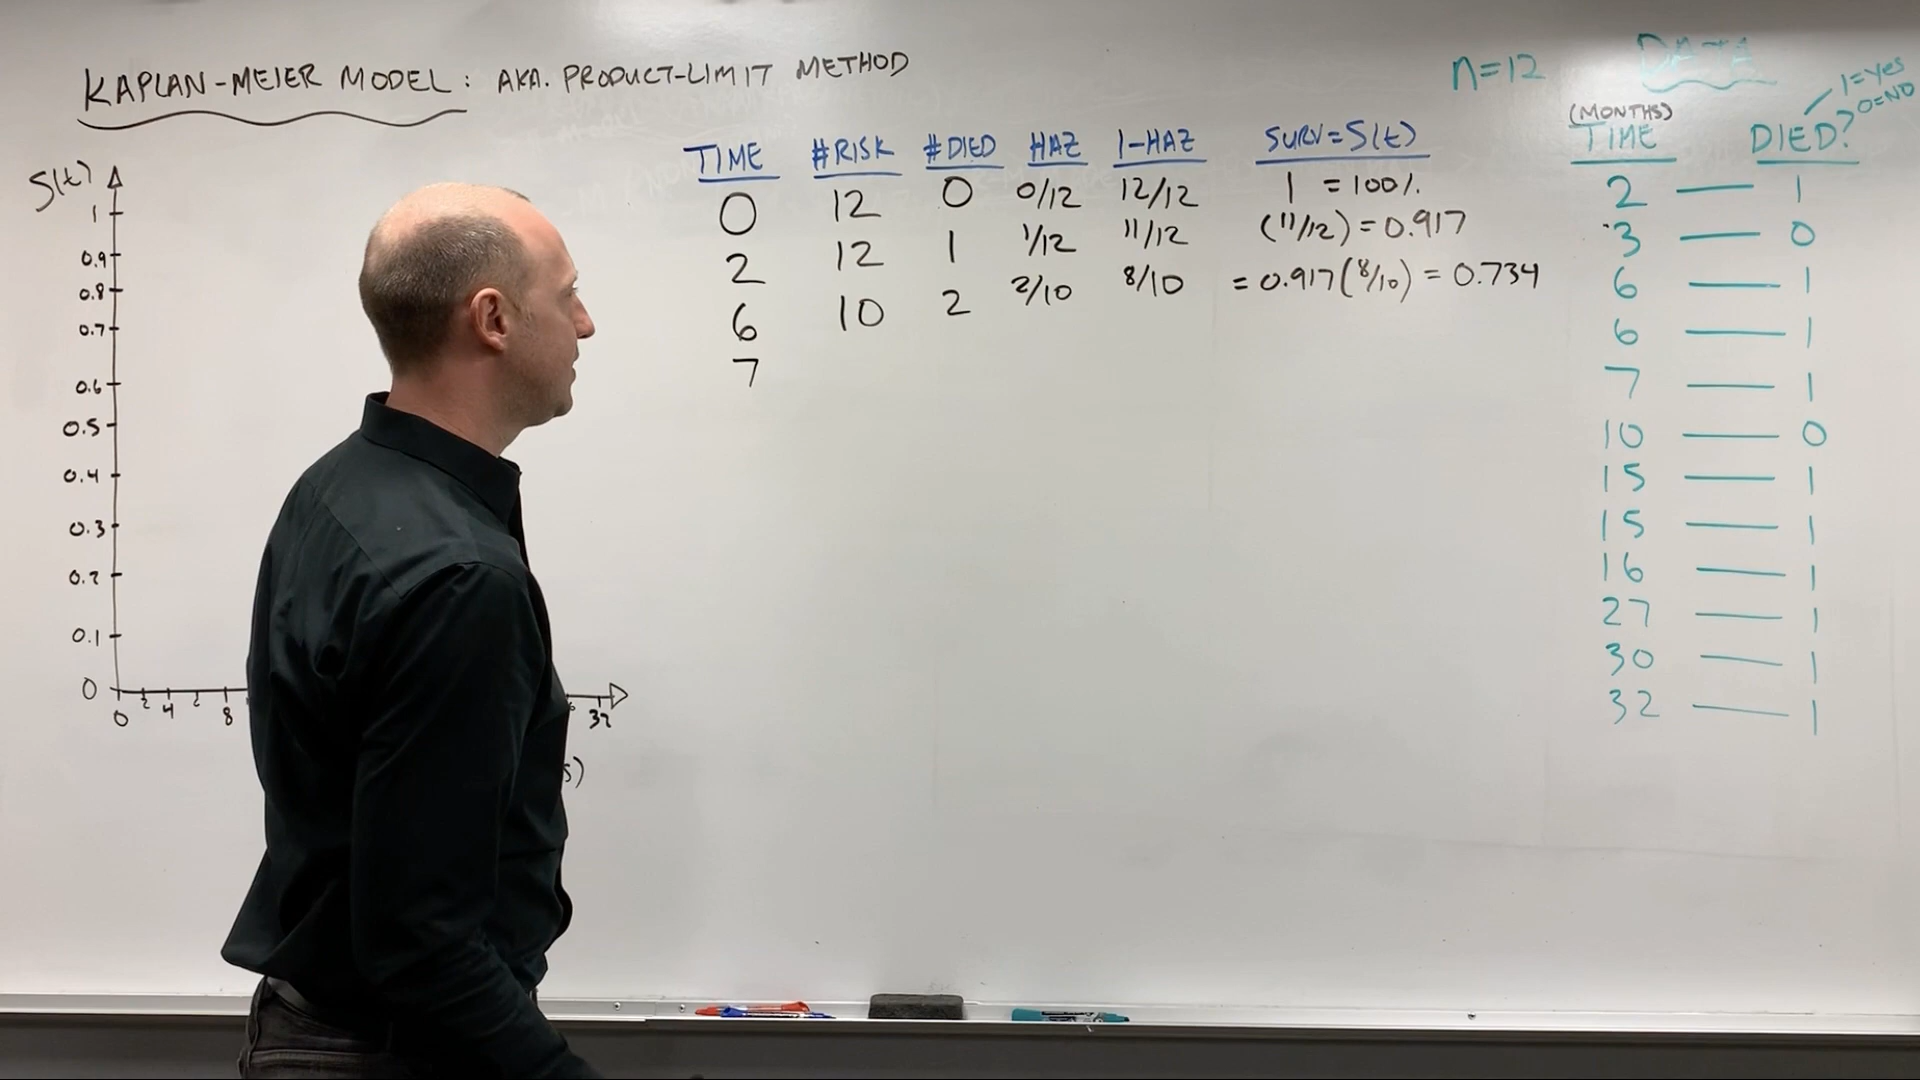 KAPLAN-MEIER MODEL: AKA. PRODUCT-LIMIT METHOD
n=12 DATA
1=yes
0=NO
(MONTHS)
TIME DIED?
2 — 1
3 — 0
6 — 1
6 — 1
7 — 1
10 — 0
15 — 1
15 — 1
16 — 1
27 — 1
30 — 1
32 — 1
TIME #RISK #DIED HAZ 1-HAZ SURV=S(t)
0 12 0 0/12 12/12 1 = 100%.
2 12 1 1/12 11/12 (11/12) = 0.917
6 10 2 2/10 8/10 = 0.917(8/10) = 0.734
7
S(t)
1
0.9
0.8
0.7
0.6
0.5
0.4
0.3
0.2
0.1
0
0 2 4 8 32
s)